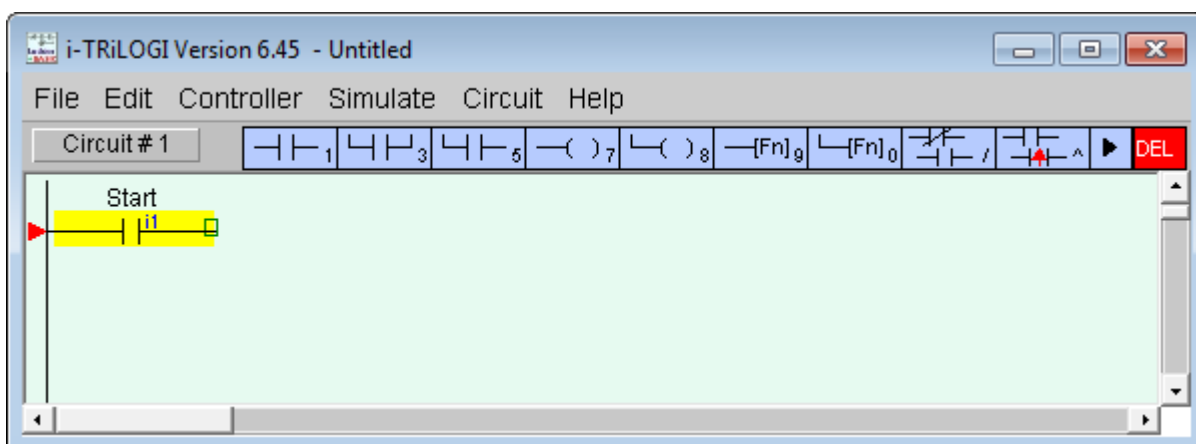 i-TRiLOGI Version 6.45 - Untitled
File Edit Controller Simulate Circuit Help
Circuit # 1 1 3 5 7 8 [Fn] 9 [Fn] 0 / ^ DEL
Start
i1